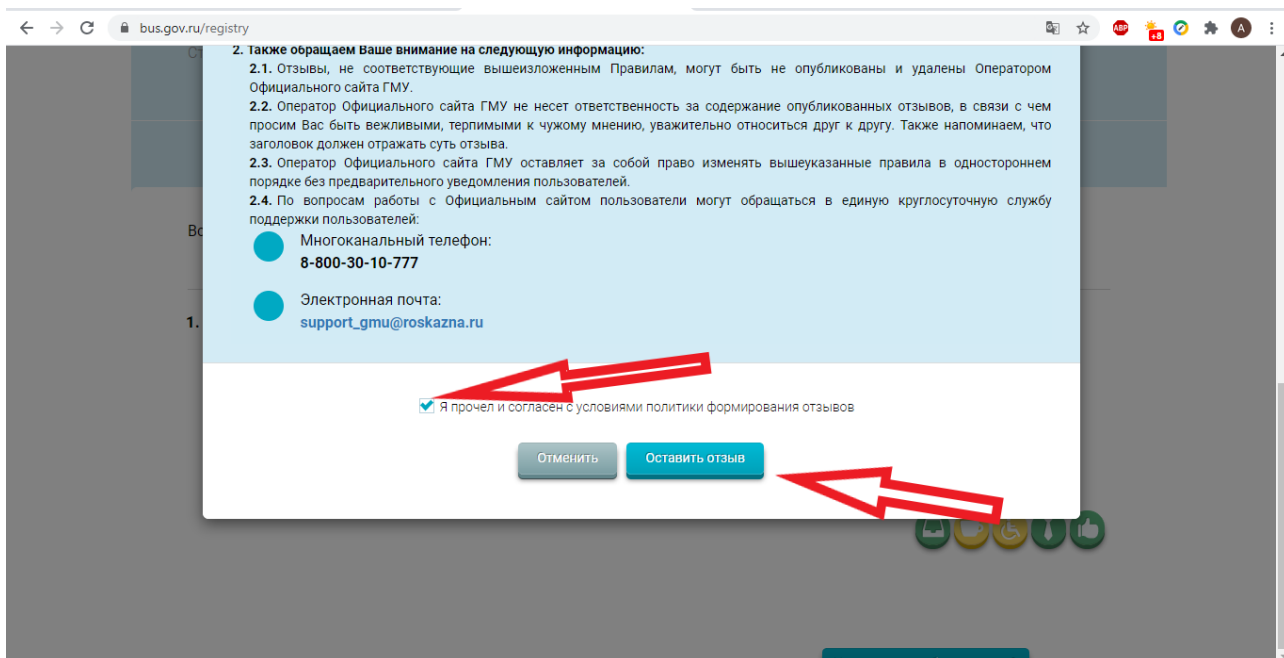 bus.gov.ru/registry
ABP
+8
A
2. Также обращаем Ваше внимание на следующую информацию:
2.1. Отзывы, не соответствующие вышеизложенным Правилам, могут быть не опубликованы и удалены Оператором
Официального сайта ГМУ.
2.2. Оператор Официального сайта ГМУ не несет ответственность за содержание опубликованных отзывов, в связи с чем
просим Вас быть вежливыми, терпимыми к чужому мнению, уважительно относиться друг к другу. Также напоминаем, что
заголовок должен отражать суть отзыва.
2.3. Оператор Официального сайта ГМУ оставляет за собой право изменять вышеуказанные правила в одностороннем
порядке без предварительного уведомления пользователей.
2.4. По вопросам работы с Официальным сайтом пользователи могут обращаться в единую круглосуточную службу
поддержки пользователей:
Многоканальный телефон:
8-800-30-10-777
Электронная почта:
support_gmu@roskazna.ru
1.
Я прочел и согласен с условиями политики формирования отзывов
Отменить
Оставить отзыв